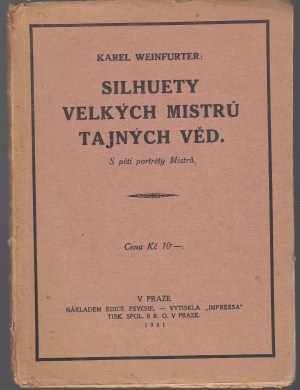 KAREL WEINFURTER:
SILHUETY
VELKÝCH MISTRŮ
TAJNÝCH VĚD.
S pěti portréty Mistrů.
Cena Kč 10·—.
V PRAZE
NÁKLADEM EDICE PSYCHE. — VYTISKLA „IMPRESSA"
TISK. SPOL. S R. O. V PRAZE.
1921